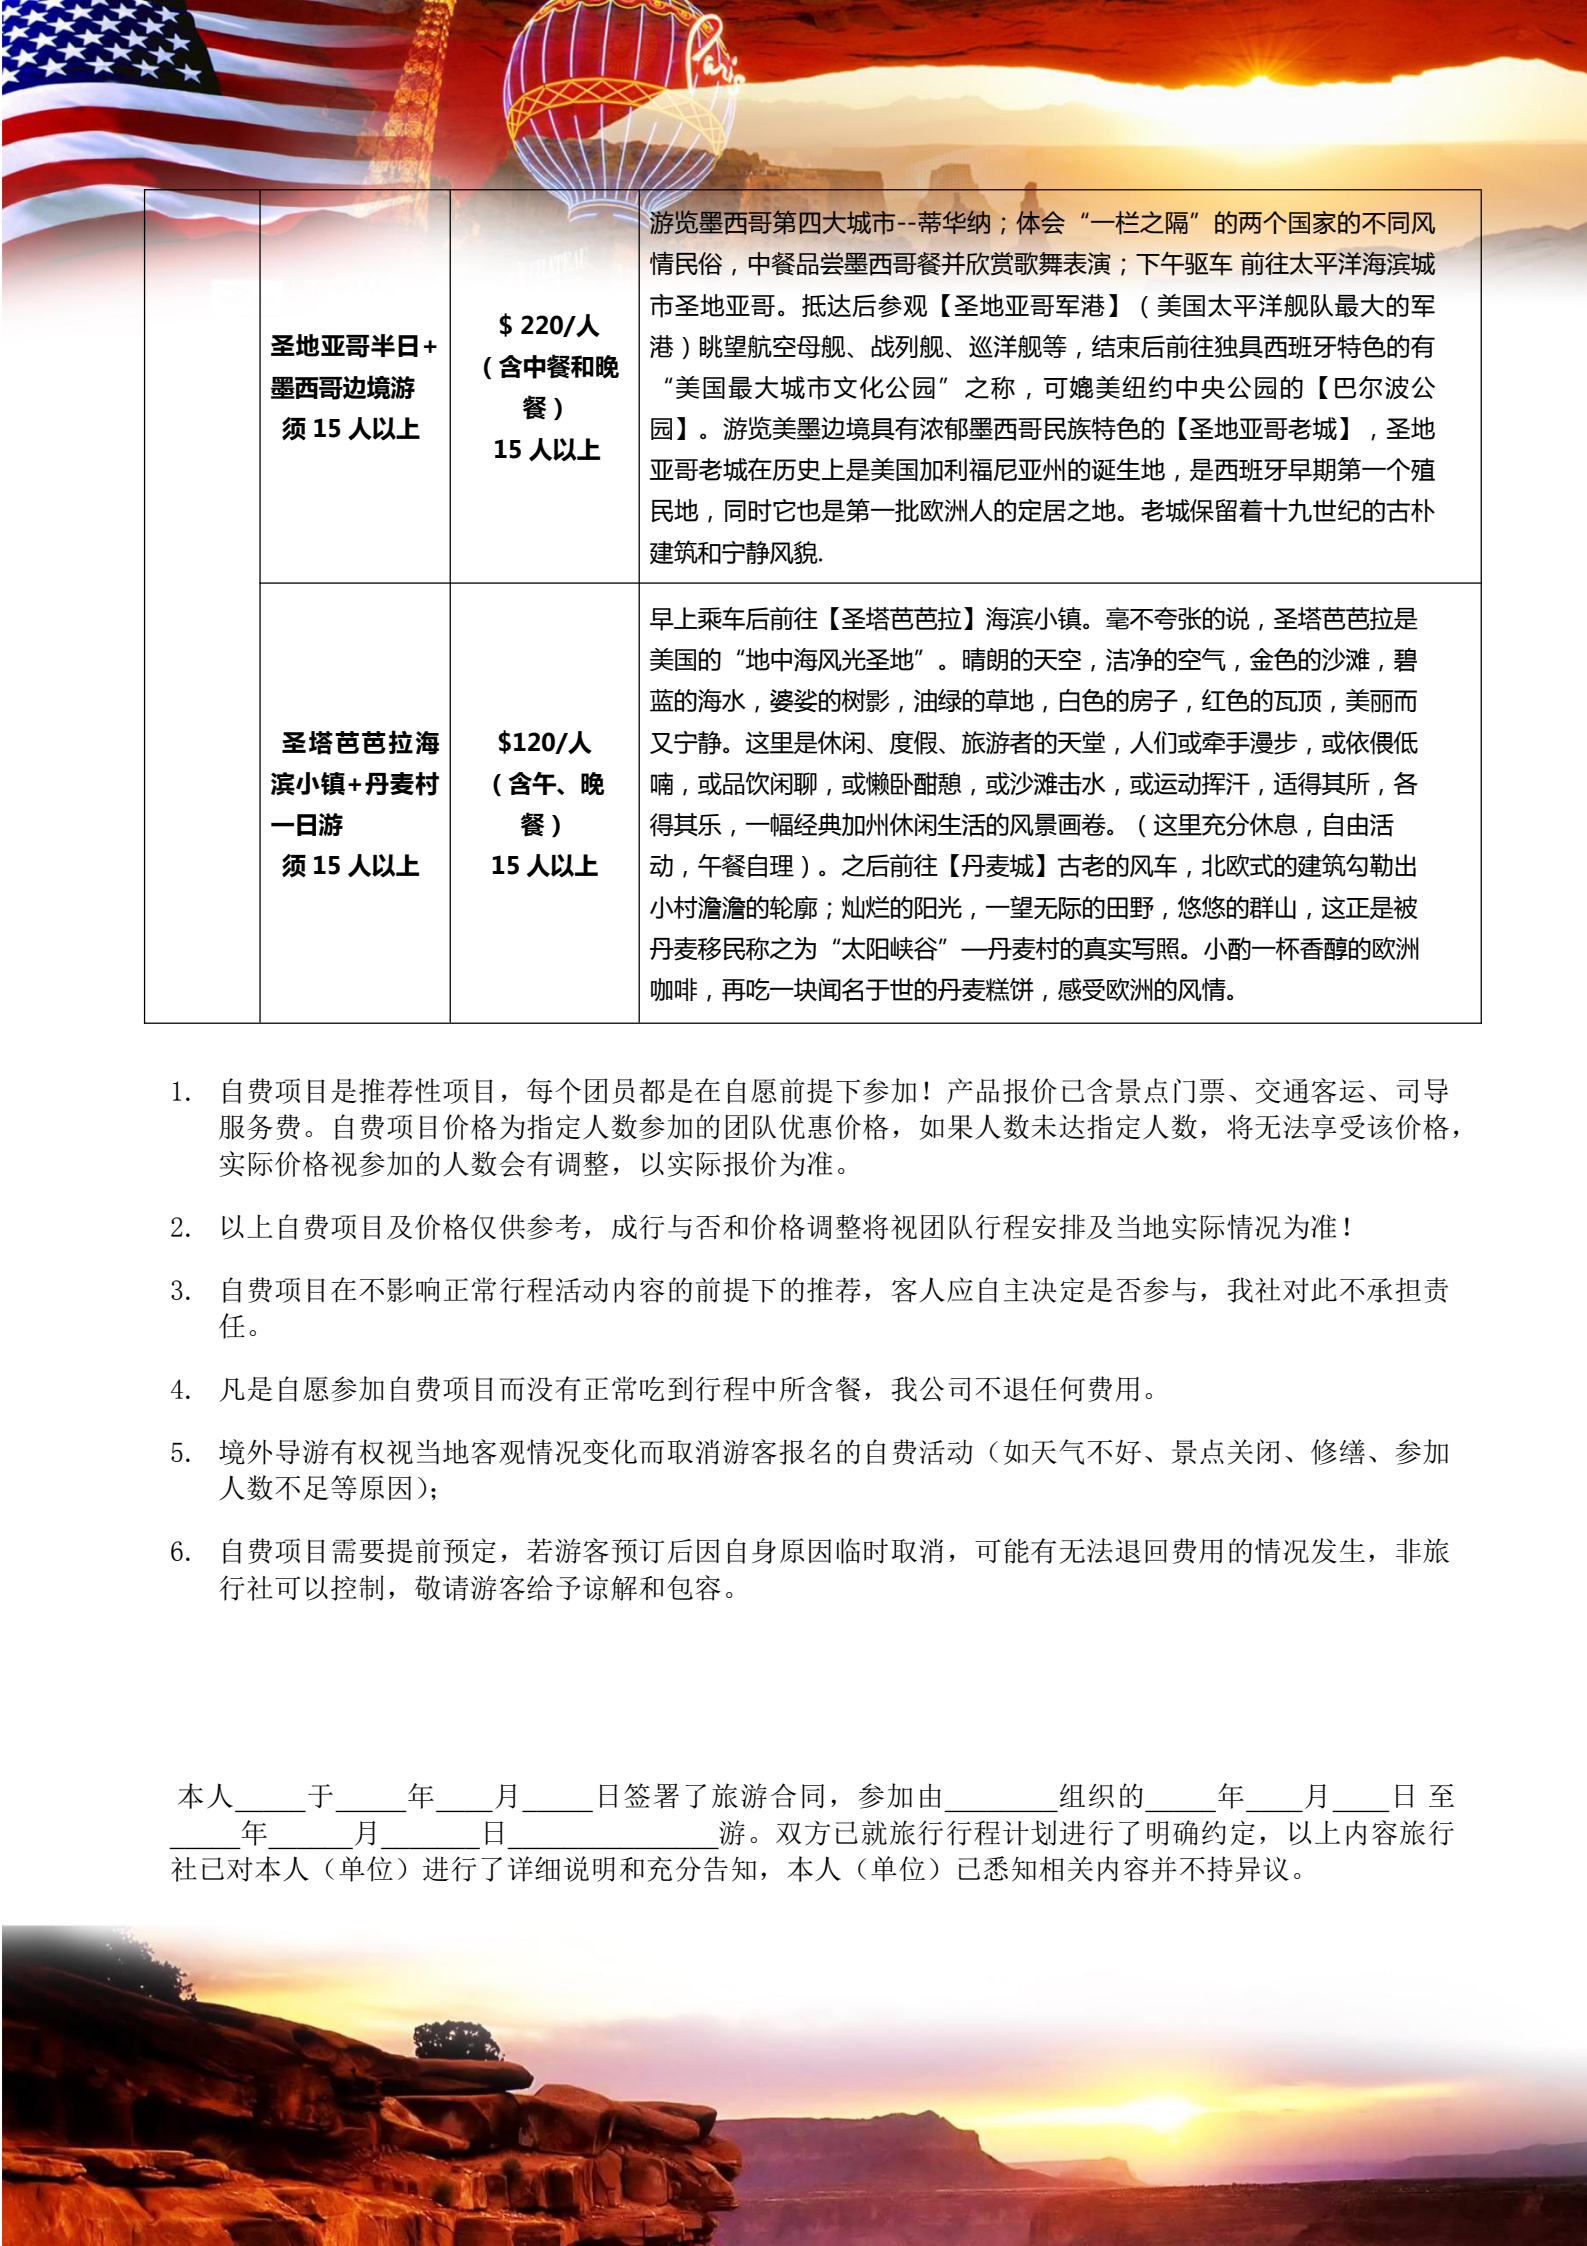 Paris
游览墨西哥第四大城市--蒂华纳；体会“一栏之隔”的两个国家的不同风
情民俗，中餐品尝墨西哥餐并欣赏歌舞表演；下午驱车 前往太平洋海滨城
市圣地亚哥。抵达后参观【圣地亚哥军港】（美国太平洋舰队最大的军
港）眺望航空母舰、战列舰、巡洋舰等，结束后前往独具西班牙特色的有
“美国最大城市文化公园”之称，可媲美纽约中央公园的【巴尔波公
园】。游览美墨边境具有浓郁墨西哥民族特色的【圣地亚哥老城】，圣地
亚哥老城在历史上是美国加利福尼亚州的诞生地，是西班牙早期第一个殖
民地，同时它也是第一批欧洲人的定居之地。老城保留着十九世纪的古朴
建筑和宁静风貌.
圣地亚哥半日+
墨西哥边境游
须 15 人以上
$ 220/人
（含中餐和晚
餐）
15 人以上
早上乘车后前往【圣塔芭芭拉】海滨小镇。毫不夸张的说，圣塔芭芭拉是
美国的“地中海风光圣地”。晴朗的天空，洁净的空气，金色的沙滩，碧
蓝的海水，婆娑的树影，油绿的草地，白色的房子，红色的瓦顶，美丽而
又宁静。这里是休闲、度假、旅游者的天堂，人们或牵手漫步，或依偎低
喃，或品饮闲聊，或懒卧酣憩，或沙滩击水，或运动挥汗，适得其所，各
得其乐，一幅经典加州休闲生活的风景画卷。（这里充分休息，自由活
动，午餐自理）。之后前往【丹麦城】古老的风车，北欧式的建筑勾勒出
小村澹澹的轮廓；灿烂的阳光，一望无际的田野，悠悠的群山，这正是被
丹麦移民称之为“太阳峡谷”—丹麦村的真实写照。小酌一杯香醇的欧洲
咖啡，再吃一块闻名于世的丹麦糕饼，感受欧洲的风情。
圣塔芭芭拉海
滨小镇+丹麦村
一日游
须 15 人以上
$120/人
（含午、晚
餐）
15 人以上
1. 自费项目是推荐性项目，每个团员都是在自愿前提下参加！产品报价已含景点门票、交通客运、司导
服务费。自费项目价格为指定人数参加的团队优惠价格，如果人数未达指定人数，将无法享受该价格，
实际价格视参加的人数会有调整，以实际报价为准。
2. 以上自费项目及价格仅供参考，成行与否和价格调整将视团队行程安排及当地实际情况为准！
3. 自费项目在不影响正常行程活动内容的前提下的推荐，客人应自主决定是否参与，我社对此不承担责
任。
4. 凡是自愿参加自费项目而没有正常吃到行程中所含餐，我公司不退任何费用。
5. 境外导游有权视当地客观情况变化而取消游客报名的自费活动（如天气不好、景点关闭、修缮、参加
人数不足等原因）；
6. 自费项目需要提前预定，若游客预订后因自身原因临时取消，可能有无法退回费用的情况发生，非旅
行社可以控制，敬请游客给予谅解和包容。
本人_____于_____年____月_____日签署了旅游合同，参加由________组织的_____年____月____日 至
_____年______月_______日_______________游。双方已就旅行行程计划进行了明确约定，以上内容旅行
社已对本人（单位）进行了详细说明和充分告知，本人（单位）已悉知相关内容并不持异议。